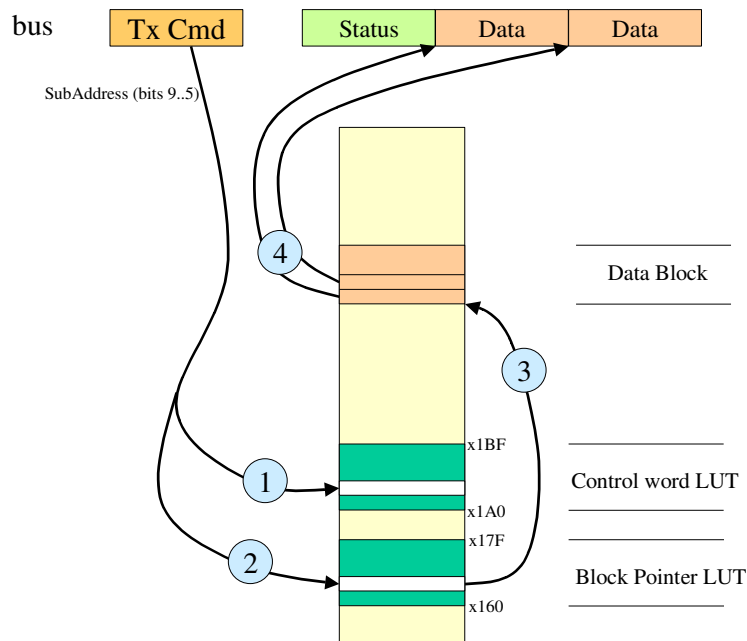 bus
Tx Cmd
Status
Data
Data
SubAddress (bits 9..5)
4
Data Block
3
x1BF
1
Control word LUT
x1A0
x17F
2
Block Pointer LUT
x160